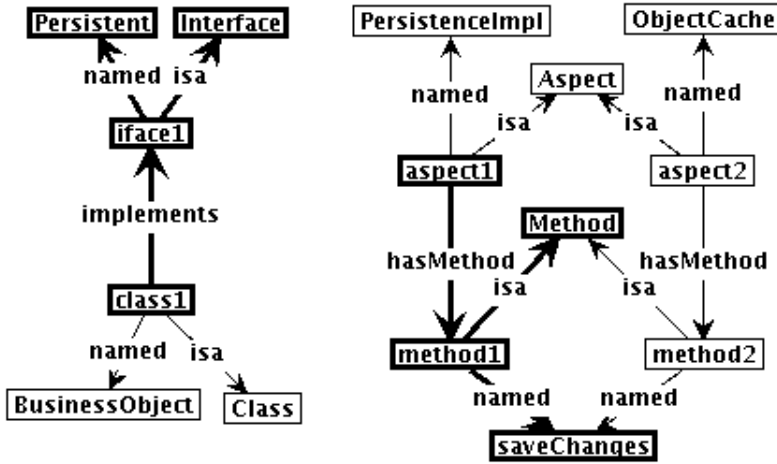 Persistent Interface
named isa
iface1
implements
class1
named isa
BusinessObject Class
PersistenceImpl ObjectCache
Aspect
named named
isa isa
aspect1 aspect2
Method
hasMethod hasMethod
isa isa
method1 method2
named named
saveChanges